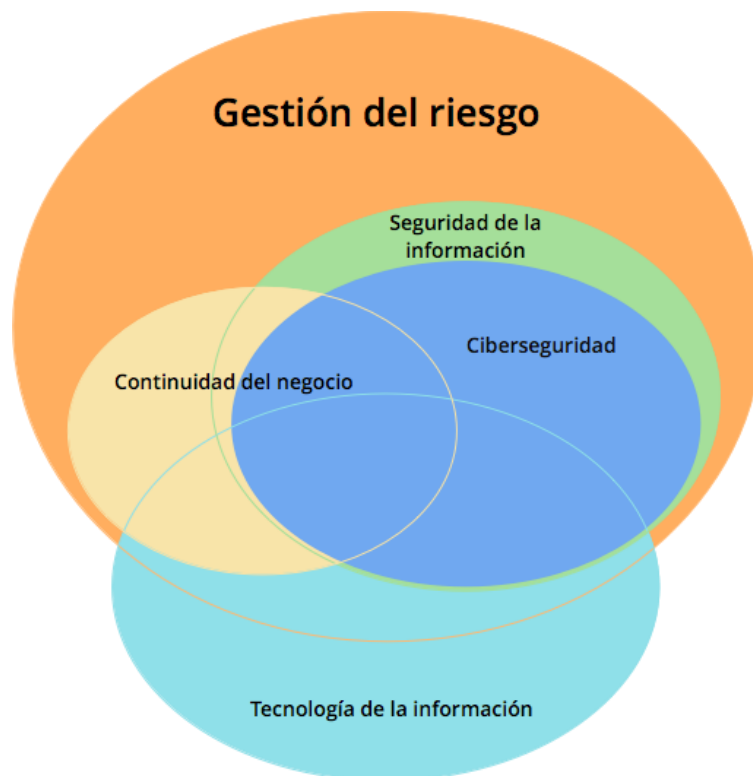 Gestión del riesgo
Seguridad de la
información
Ciberseguridad
Continuidad del negocio
Tecnología de la información